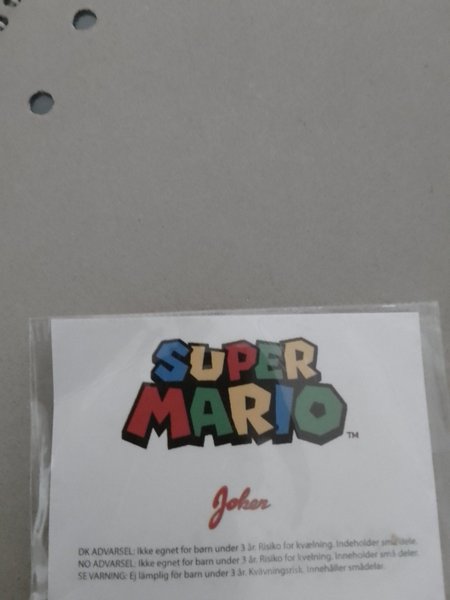 SUPER
MARIO™
Joker
DK ADVARSEL: Ikke egnet for børn under 3 år. Risiko for kvælning. Indeholder små dele.
NO ADVARSEL: Ikke egnet for barn under 3 år. Risiko for kvelning. Inneholder små deler.
SE VARNING: Ej lämplig för barn under 3 år. Kvävningsrisk. Innehåller smådelar.